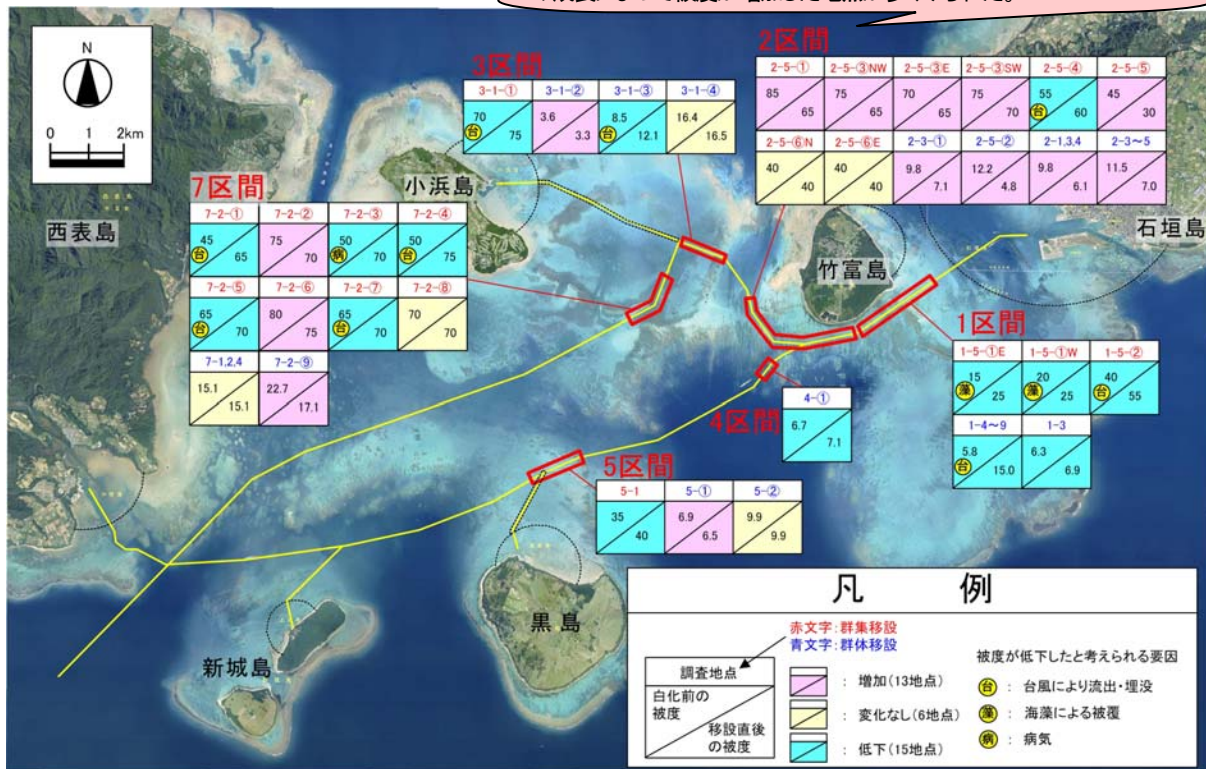 N
0 1 2km
西表島
小浜島
竹富島
石垣島
黒島
新城島
3区間
3-1-① 3-1-② 3-1-③ 3-1-④
70 台 75 3.6 3.3 8.5 台 12.1 16.4 16.5
2区間
2-5-① 2-5-③NW 2-5-③E 2-5-③SW 2-5-④ 2-5-⑤
85 65 75 65 70 65 75 70 55 台 60 45 30
2-5-⑥N 2-5-⑥E 2-3-① 2-5-② 2-1,3,4 2-3~5
40 40 40 40 9.8 7.1 12.2 4.8 9.8 6.1 11.5 7.0
7区間
7-2-① 7-2-② 7-2-③ 7-2-④
45 台 65 75 70 50 病 70 50 台 75
7-2-⑤ 7-2-⑥ 7-2-⑦ 7-2-⑧
65 台 70 80 75 65 台 70 70 70
7-1,2,4 7-2-⑨
15.1 15.1 22.7 17.1
1区間
1-5-①E 1-5-①W 1-5-②
15 藻 25 20 藻 25 40 台 55
1-4~9 1-3
5.8 台 15.0 6.3 6.9
4区間
4-①
6.7 7.1
5区間
5-1 5-① 5-②
35 40 6.9 6.5 9.9 9.9
凡 例
赤文字:群集移設
青文字:群体移設
調査地点
白化前の
被度
移設直後
の被度
: 増加(13地点)
: 変化なし(6地点)
: 低下(15地点)
被度が低下したと考えられる要因
台 : 台風により流出・埋没
藻 : 海藻による被覆
病 : 病気